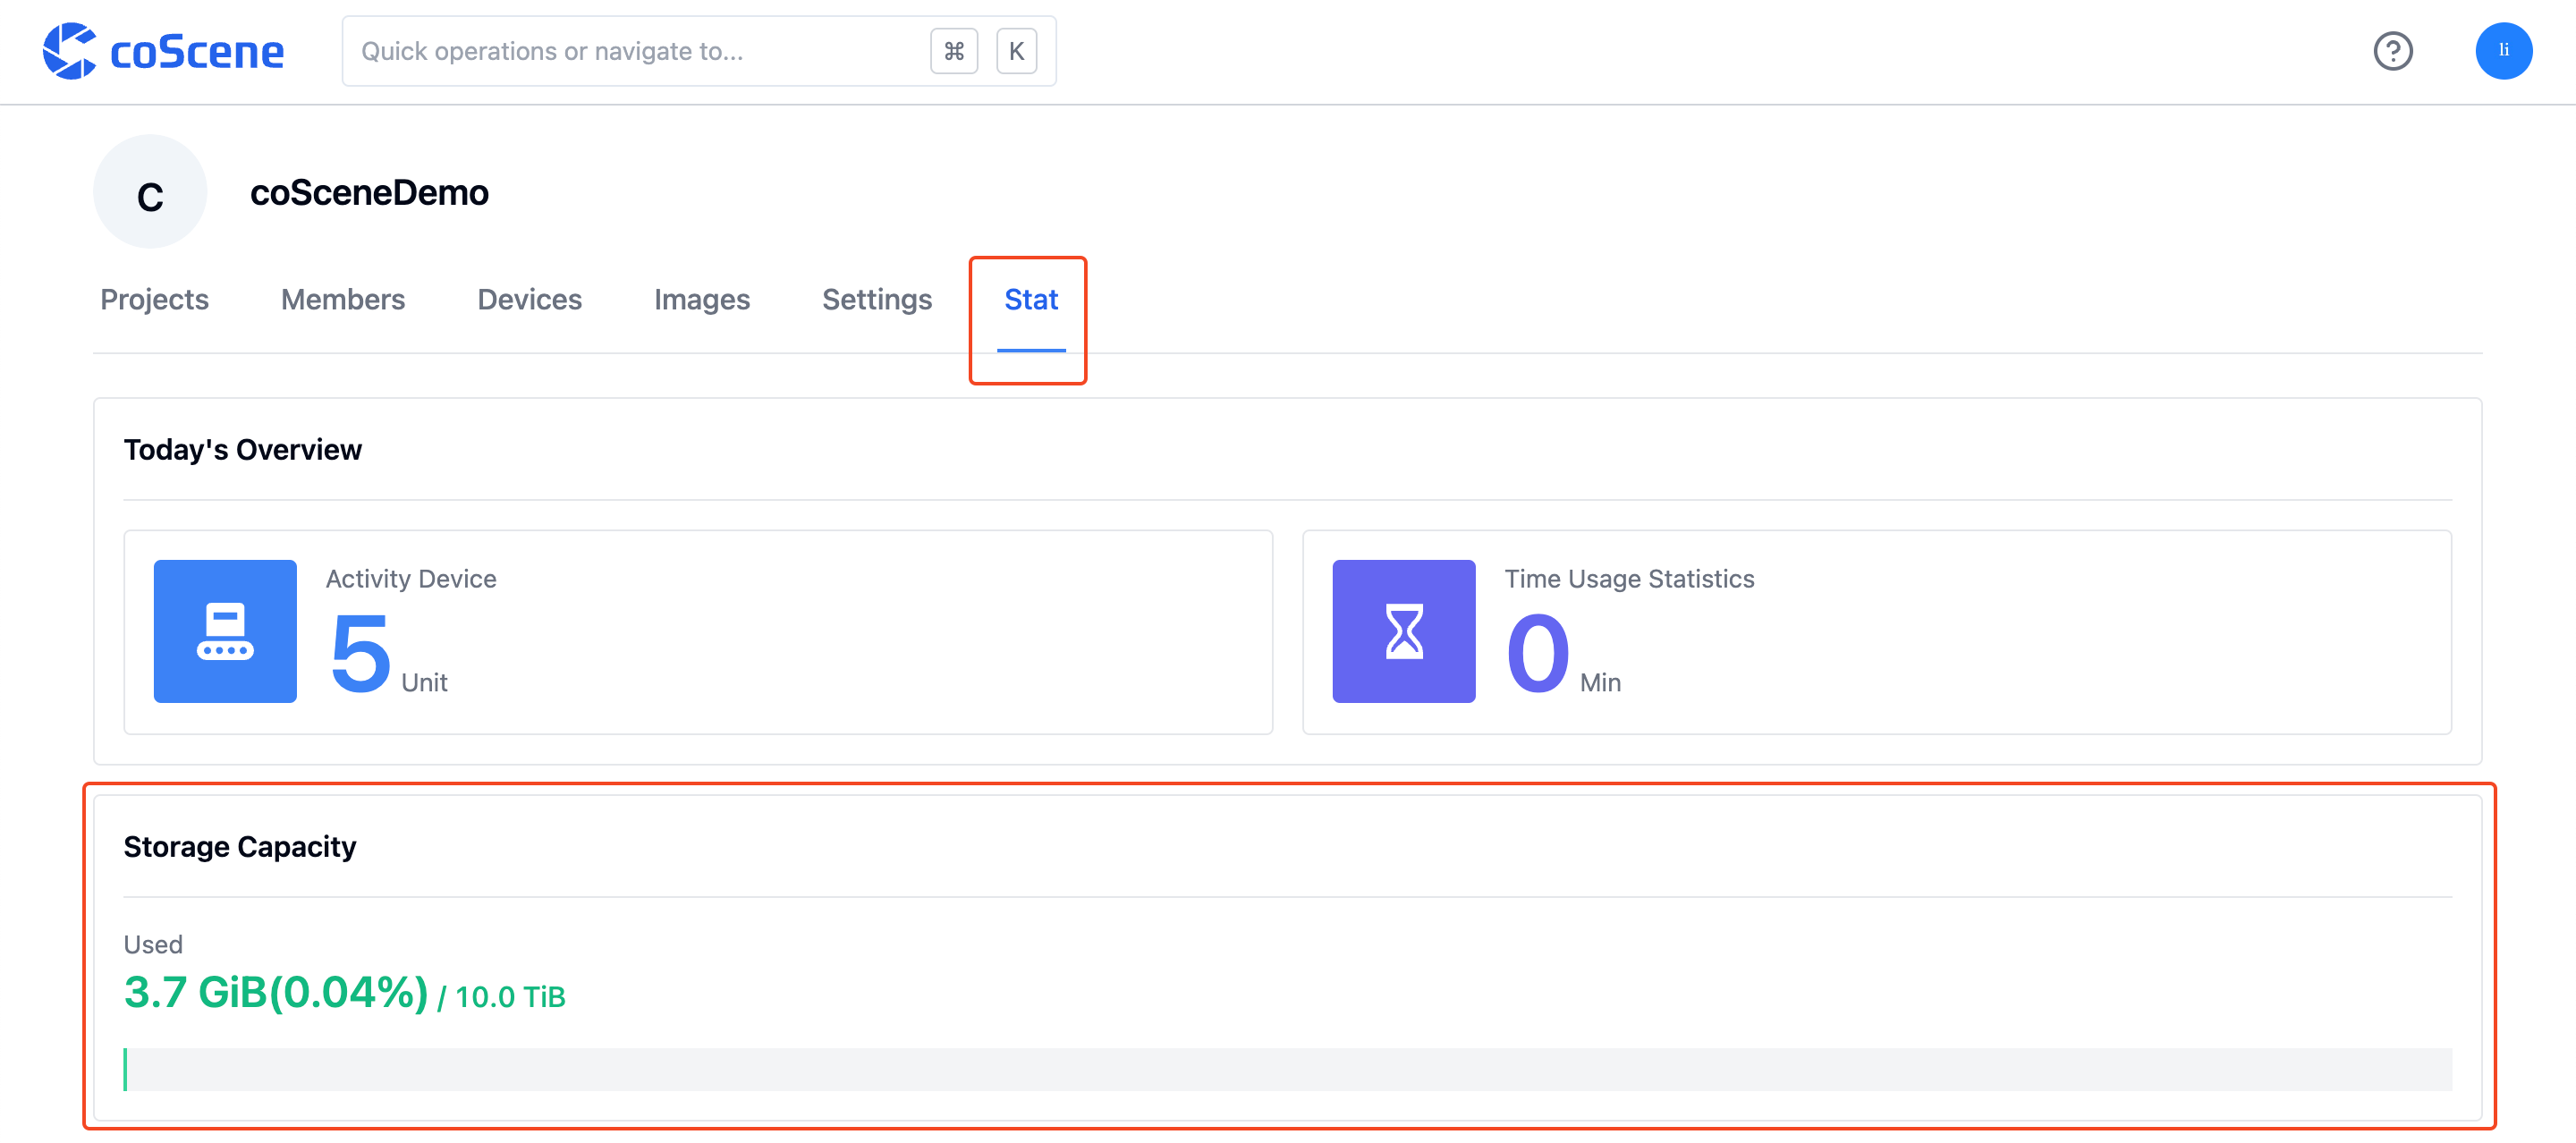 coScene
Quick operations or navigate to... ⌘ K
li
C
coSceneDemo
Projects Members Devices Images Settings Stat
Today's Overview
Activity Device
5 Unit
Time Usage Statistics
0 Min
Storage Capacity
Used
3.7 GiB(0.04%) / 10.0 TiB